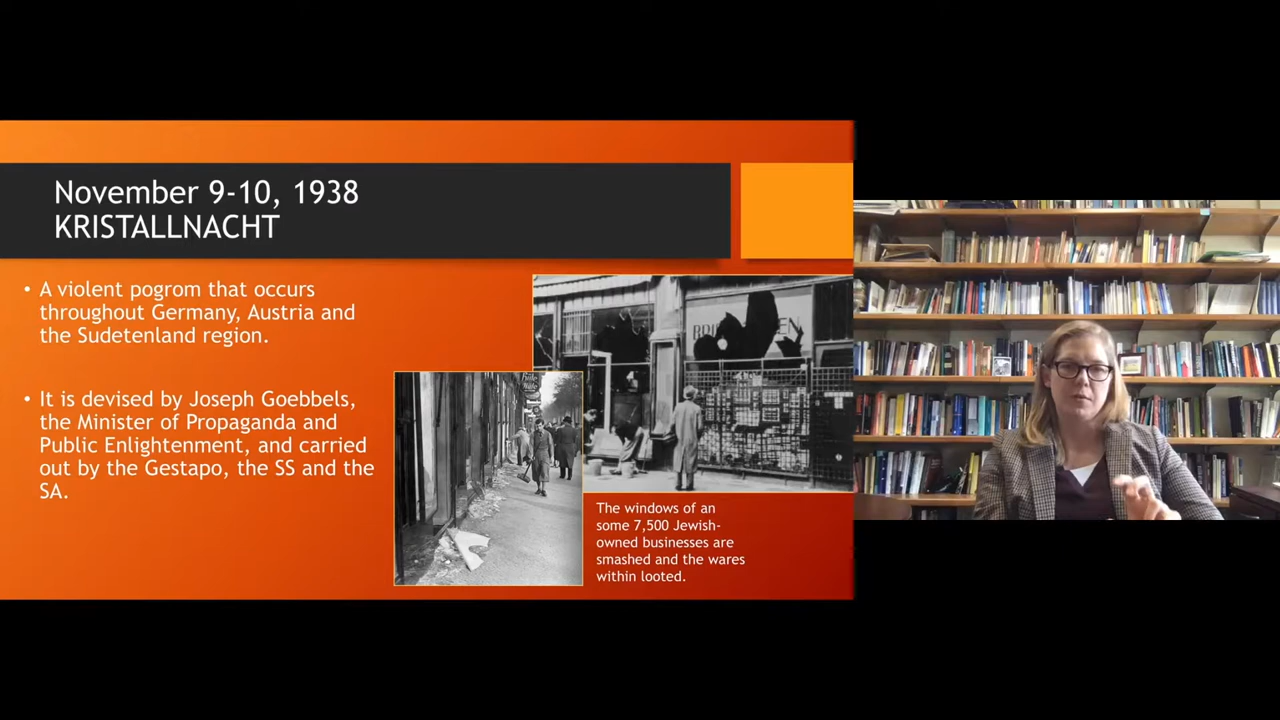 November 9-10, 1938
KRISTALLNACHT
• A violent pogrom that occurs
throughout Germany, Austria and
the Sudetenland region.
• It is devised by Joseph Goebbels,
the Minister of Propaganda and
Public Enlightenment, and carried
out by the Gestapo, the SS and the
SA.
The windows of an
some 7,500 Jewish-
owned businesses are
smashed and the wares
within looted.